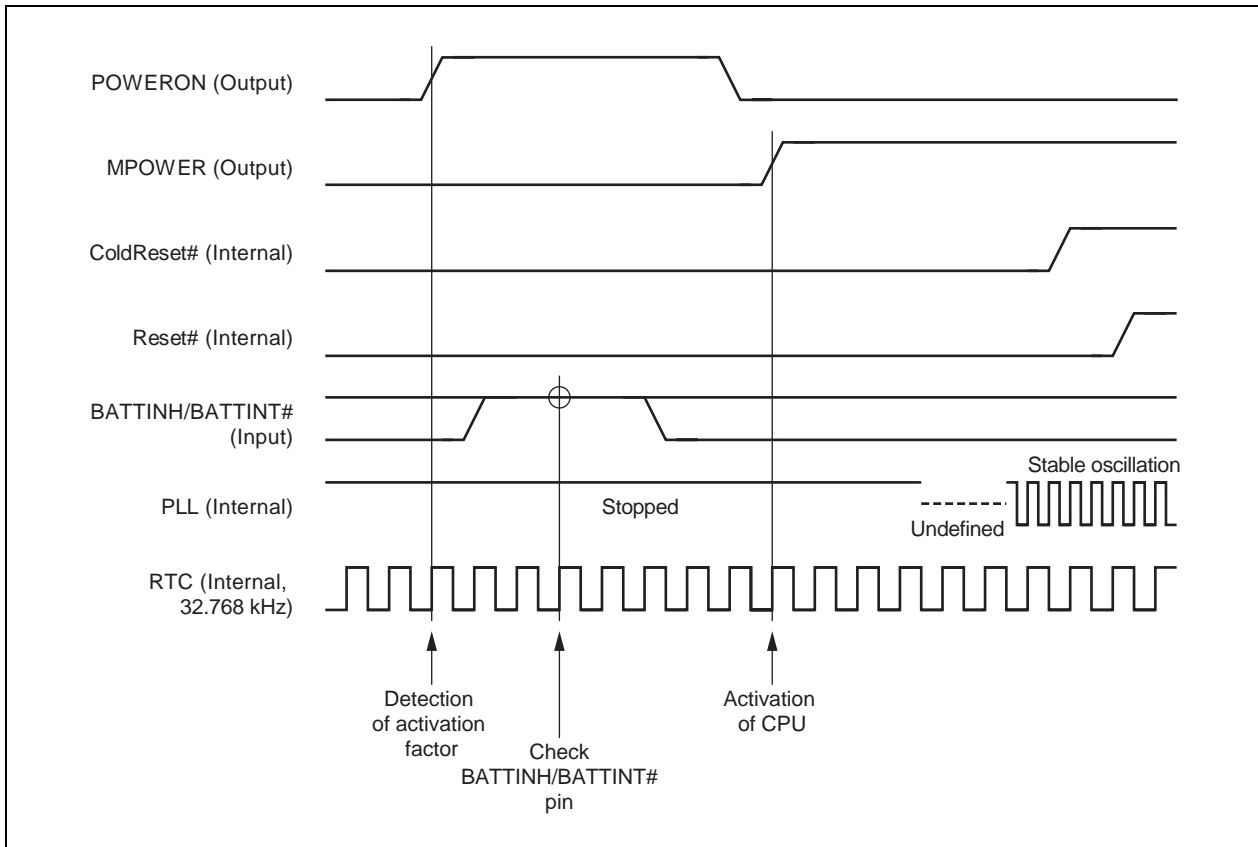 POWERON (Output)
MPOWER (Output)
ColdReset# (Internal)
Reset# (Internal)
BATTINH/BATTINT#
(Input)
Stable oscillation
PLL (Internal)
Stopped
Undefined
RTC (Internal,
32.768 kHz)
Detection
of activation
factor
Check
BATTINH/BATTINT#
pin
Activation
of CPU